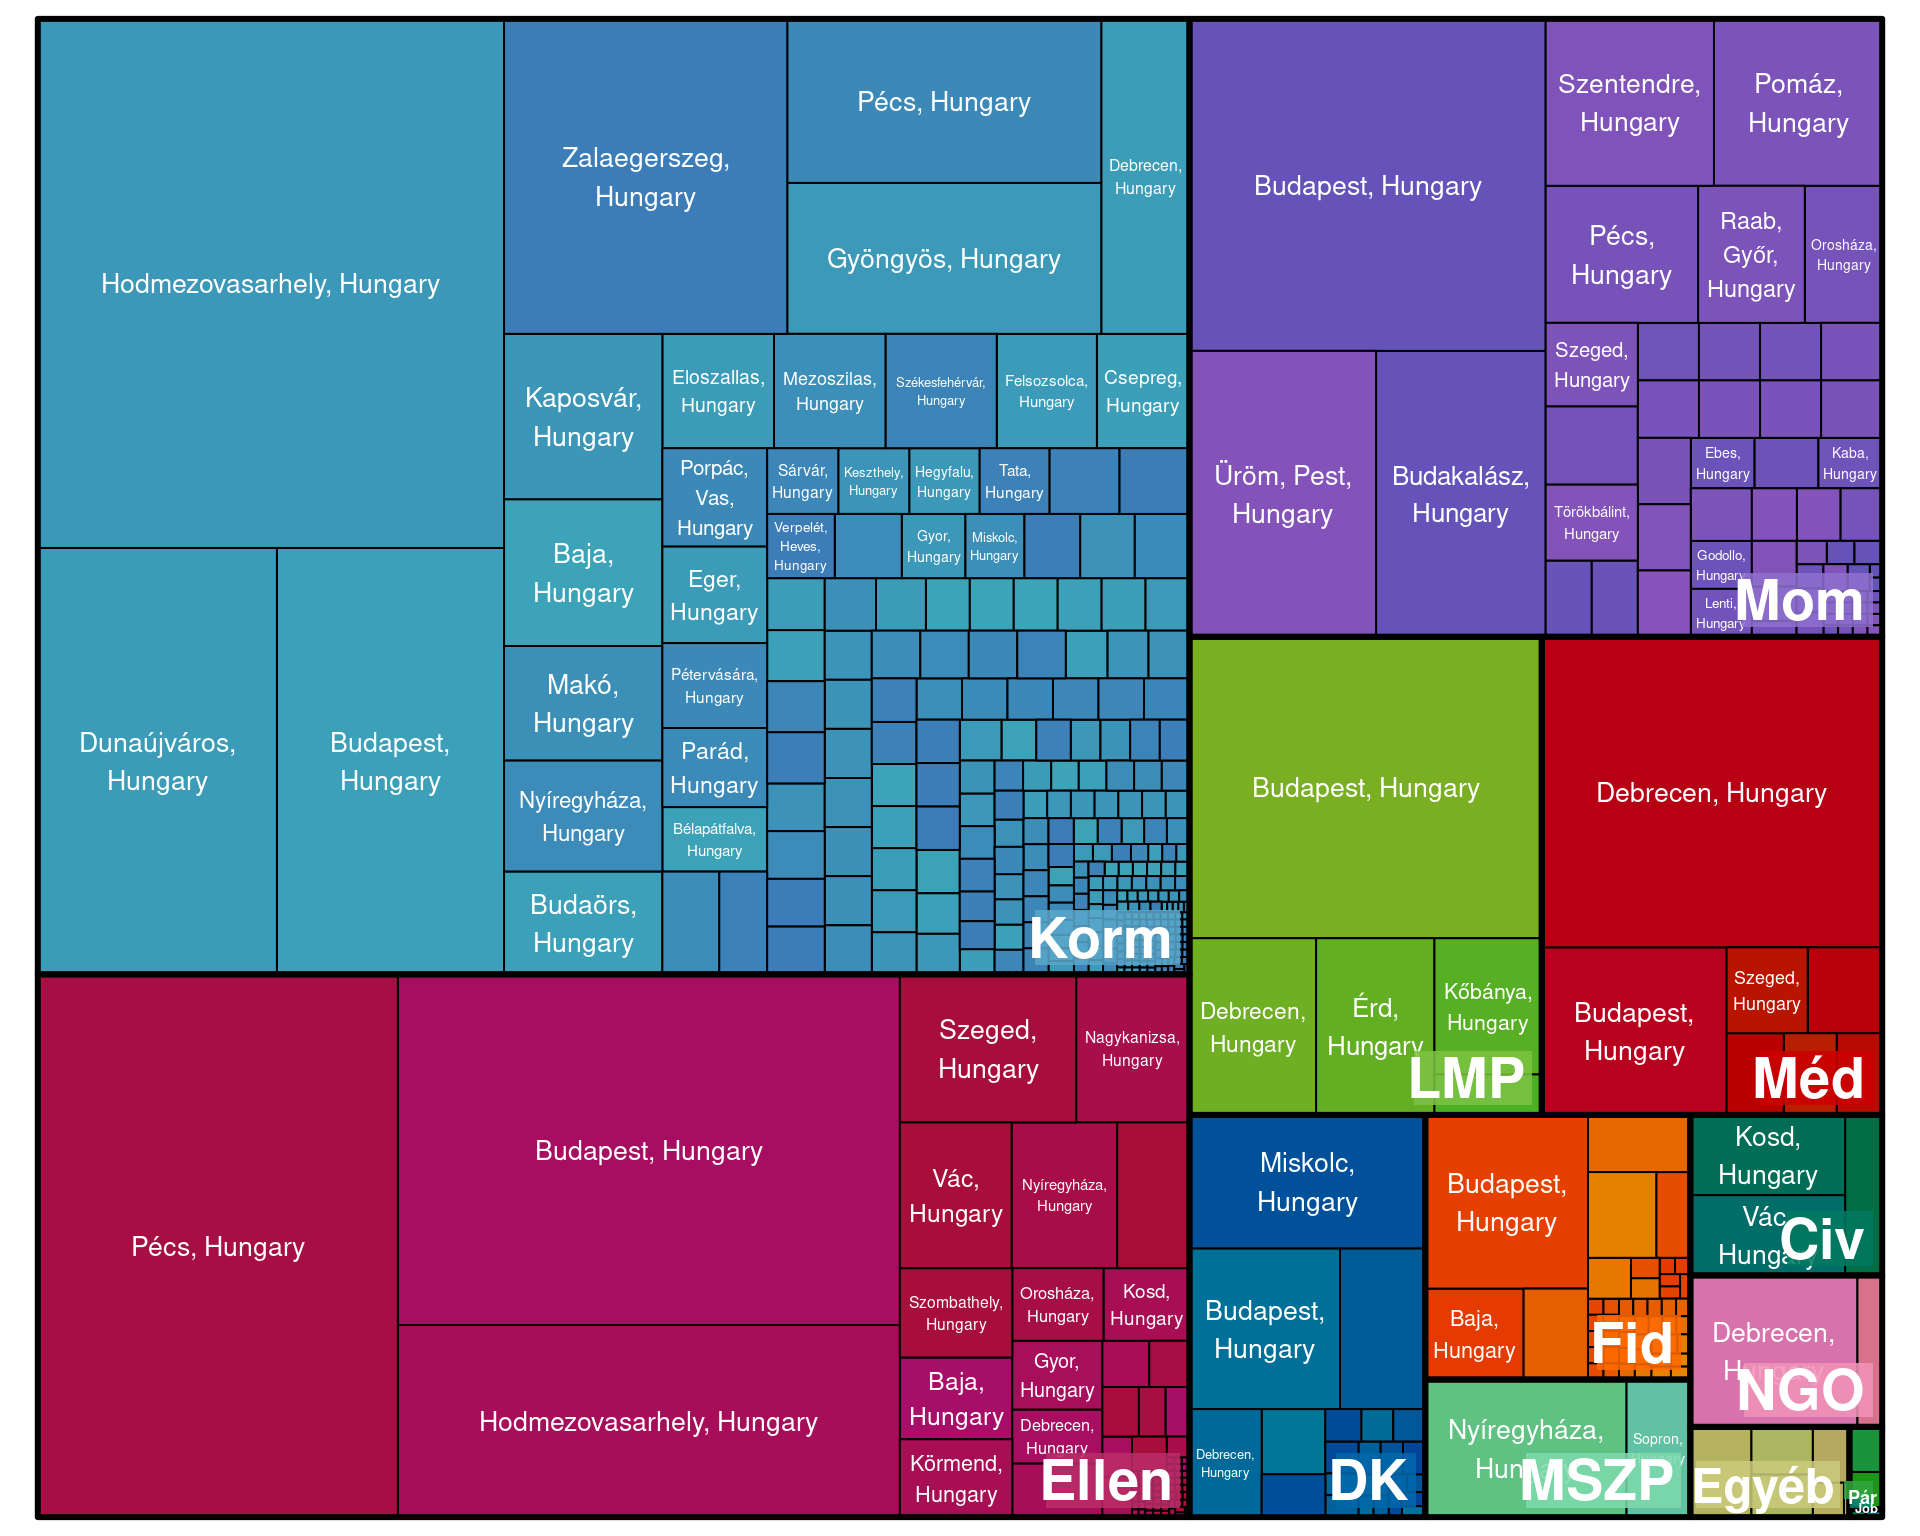 Hodmezovasarhely, Hungary
Zalaegerszeg,
Hungary
Pécs, Hungary
Gyöngyös, Hungary
Debrecen,
Hungary
Dunaújváros,
Hungary
Budapest,
Hungary
Kaposvár,
Hungary
Baja,
Hungary
Makó,
Hungary
Nyíregyháza,
Hungary
Budaörs,
Hungary
Eloszallas,
Hungary
Mezoszilas,
Hungary
Székesfehérvár,
Hungary
Felsozsolca,
Hungary
Csepreg,
Hungary
Porpác,
Vas,
Hungary
Eger,
Hungary
Pétervására,
Hungary
Parád,
Hungary
Bélapátfalva,
Hungary
Sárvár,
Hungary
Keszthely,
Hungary
Hegyfalu,
Hungary
Tata,
Hungary
Verpelét,
Heves,
Hungary
Gyor,
Hungary
Miskolc,
Hungary
Korm
Budapest, Hungary
Szentendre,
Hungary
Pomáz,
Hungary
Pécs,
Hungary
Raab,
Győr,
Hungary
Orosháza,
Hungary
Üröm, Pest,
Hungary
Budakalász,
Hungary
Szeged,
Hungary
Törökbálint,
Hungary
Ebes,
Hungary
Kaba,
Hungary
Godollo,
Hungary
Lenti,
Hungary
Mom
Pécs, Hungary
Budapest, Hungary
Hodmezovasarhely, Hungary
Szeged,
Hungary
Nagykanizsa,
Hungary
Vác,
Hungary
Nyíregyháza,
Hungary
Szombathely,
Hungary
Orosháza,
Hungary
Kosd,
Hungary
Baja,
Hungary
Gyor,
Hungary
Debrecen,
Hungary
Körmend,
Hungary
Ellen
Budapest, Hungary
Debrecen,
Hungary
Érd,
Hungary
Kőbánya,
Hungary
LMP
Debrecen, Hungary
Budapest,
Hungary
Szeged,
Hungary
Méd
Miskolc,
Hungary
Budapest,
Hungary
Debrecen,
Hungary
DK
Budapest,
Hungary
Baja,
Hungary
Fid
Kosd,
Hungary
Vác,
Hungary
Civ
Debrecen,
Hungary
NGO
Nyíregyháza,
Hungary
Sopron,
Hungary
MSZP
Egyéb
Pár
Job